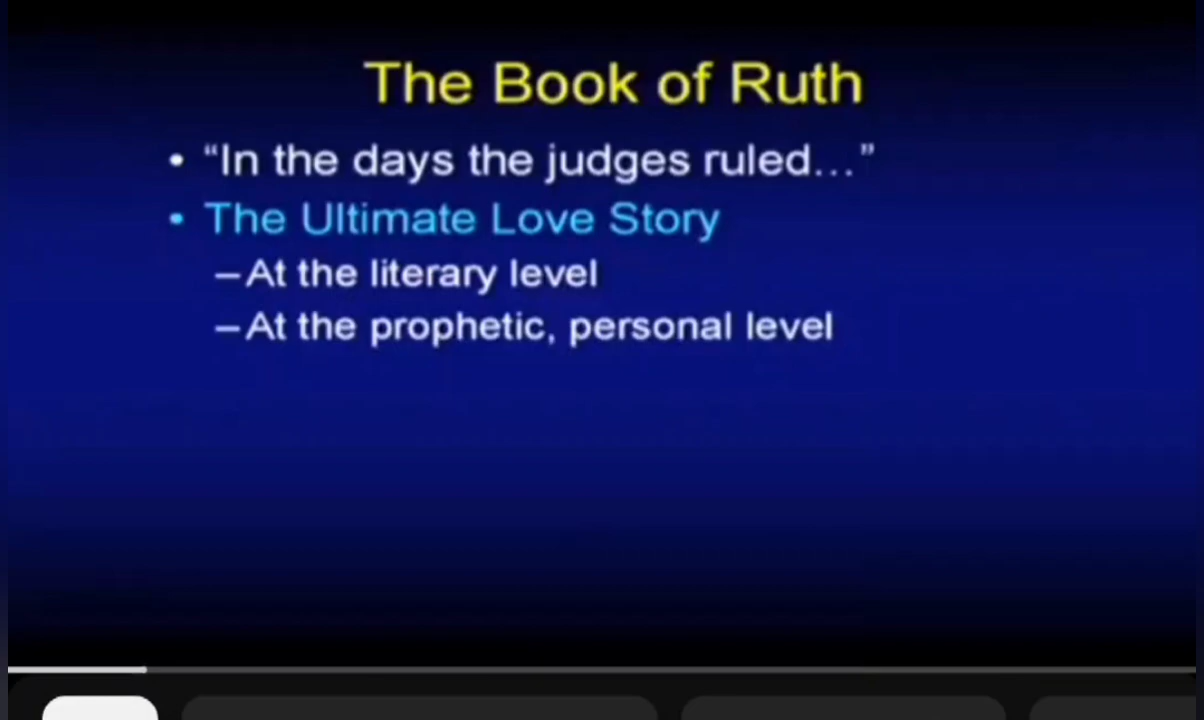 The Book of Ruth
• “In the days the judges ruled…”
• The Ultimate Love Story
–At the literary level
–At the prophetic, personal level